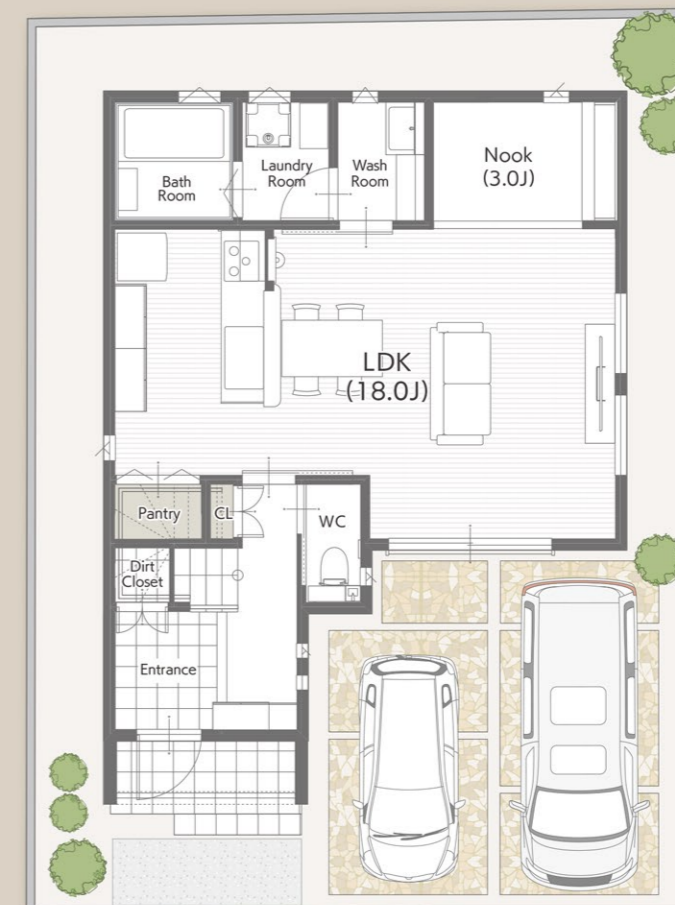 Bath
Room
Laundry
Room
Wash
Room
Nook
(3.0J)
LDK
(18.0J)
Pantry
CL
WC
Dirt
Closet
Entrance